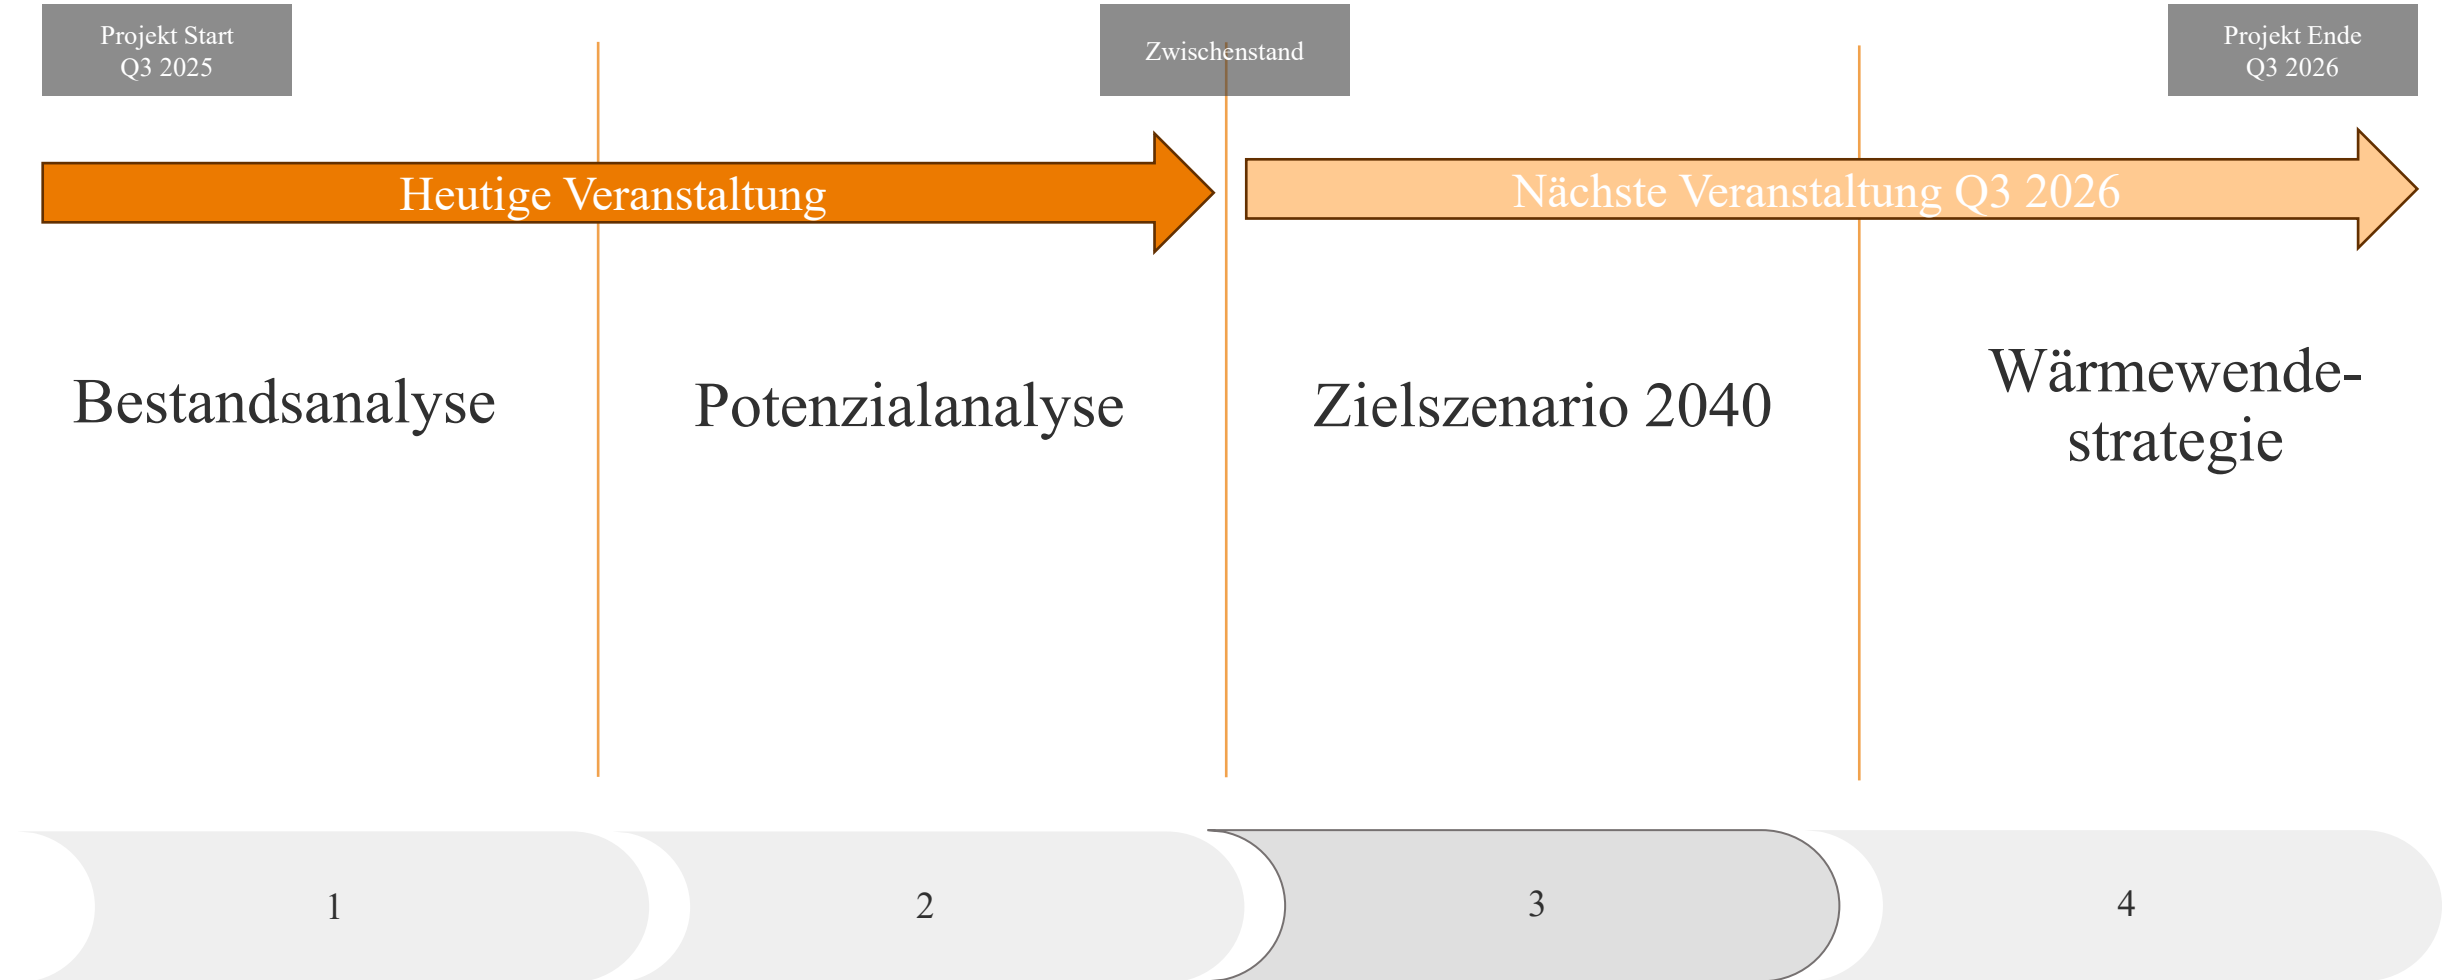 Projekt Start
Q3 2025
Zwischenstand
Projekt Ende
Q3 2026
Heutige Veranstaltung
Nächste Veranstaltung Q3 2026
Bestandsanalyse
Potenzialanalyse
Zielszenario 2040
Wärmewende-
strategie
1
2
3
4